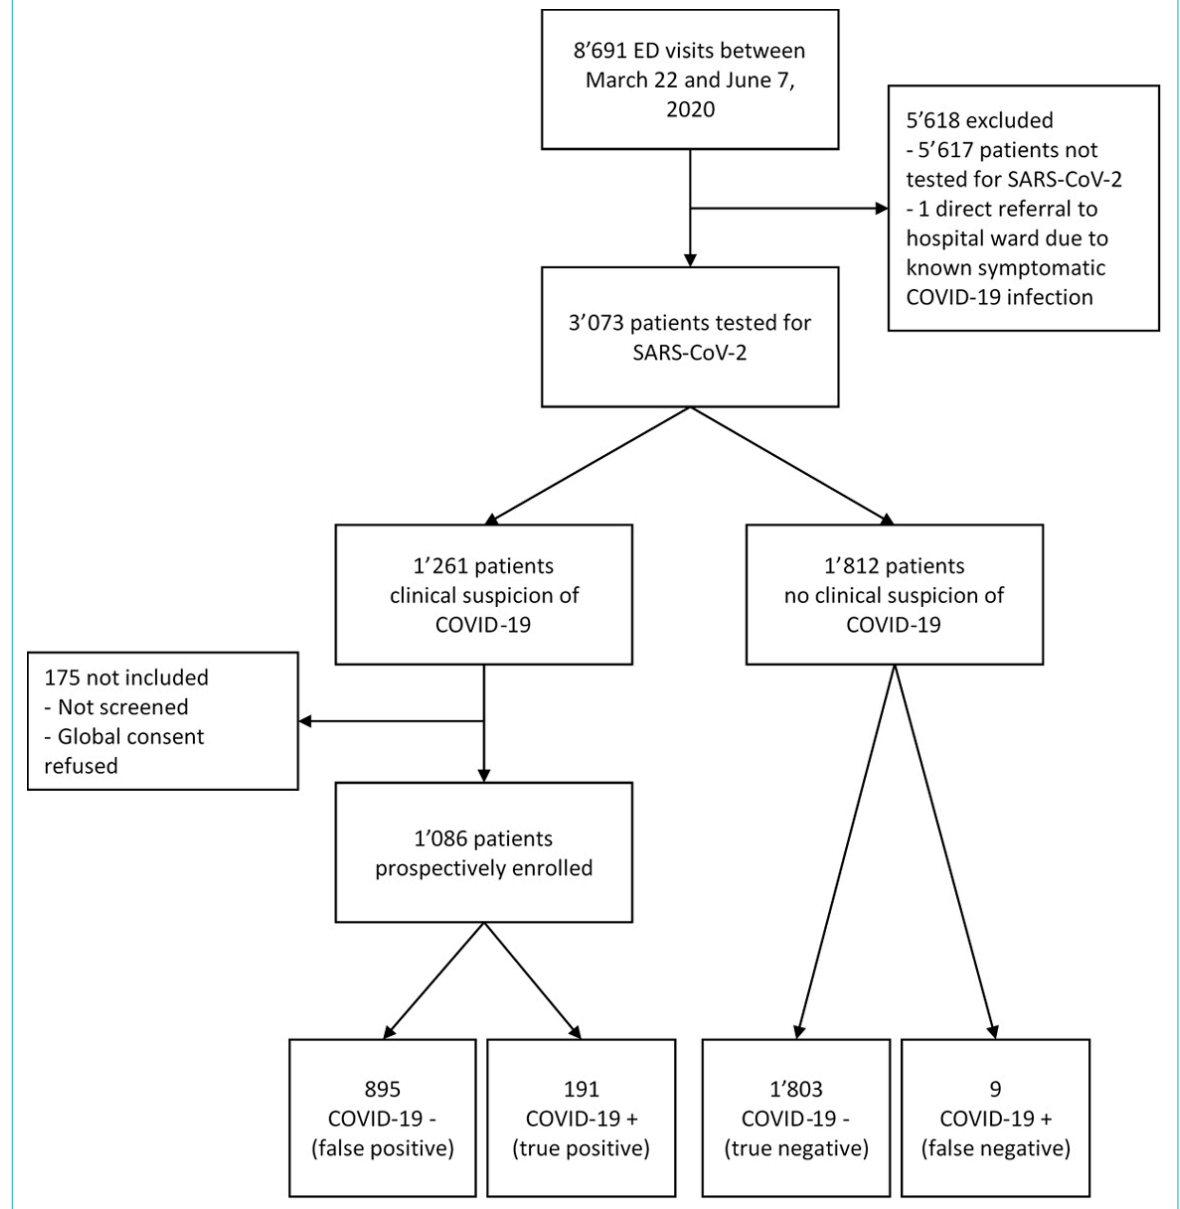 8’691 ED visits between
March 22 and June 7,
2020
5’618 excluded
- 5’617 patients not
tested for SARS-CoV-2
- 1 direct referral to
hospital ward due to
known symptomatic
COVID-19 infection
3’073 patients tested for
SARS-CoV-2
1’261 patients
clinical suspicion of
COVID-19
1’812 patients
no clinical suspicion of
COVID-19
175 not included
- Not screened
- Global consent
refused
1’086 patients
prospectively enrolled
895
COVID-19 -
(false positive)
191
COVID-19 +
(true positive)
1’803
COVID-19 -
(true negative)
9
COVID-19 +
(false negative)